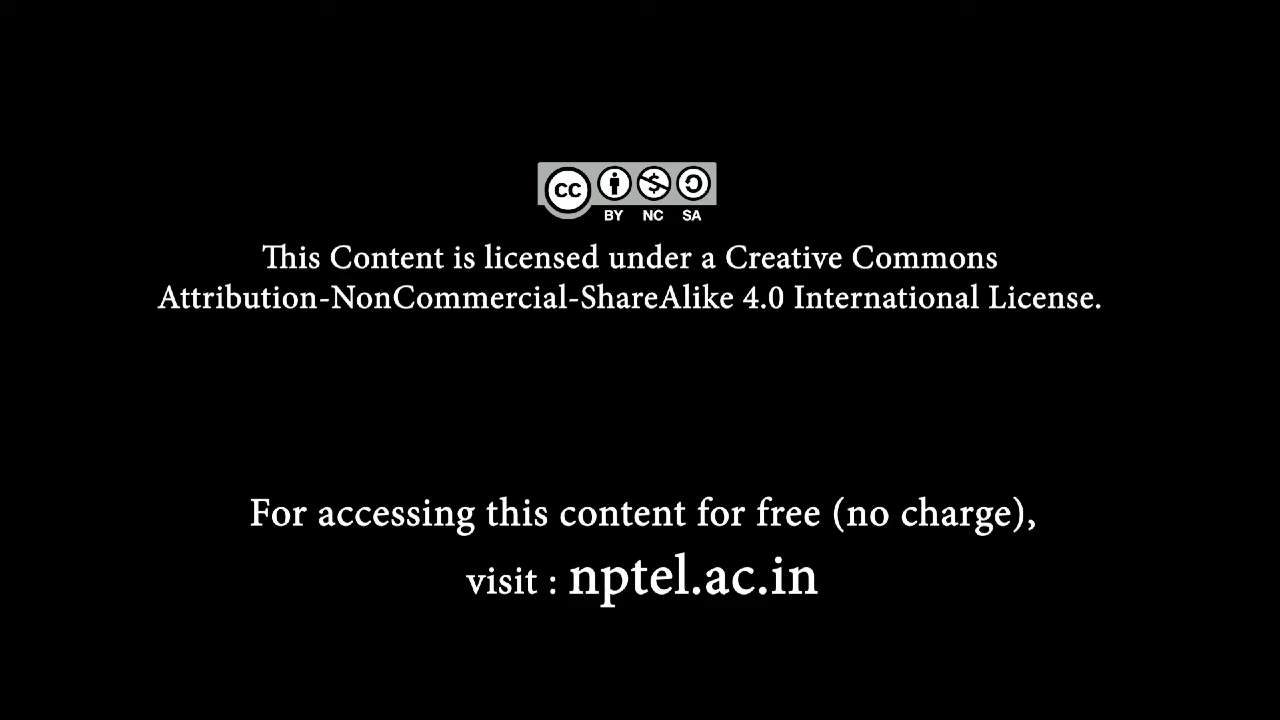 cc
BY NC SA
This Content is licensed under a Creative Commons
Attribution-NonCommercial-ShareAlike 4.0 International License.
For accessing this content for free (no charge),
visit : nptel.ac.in